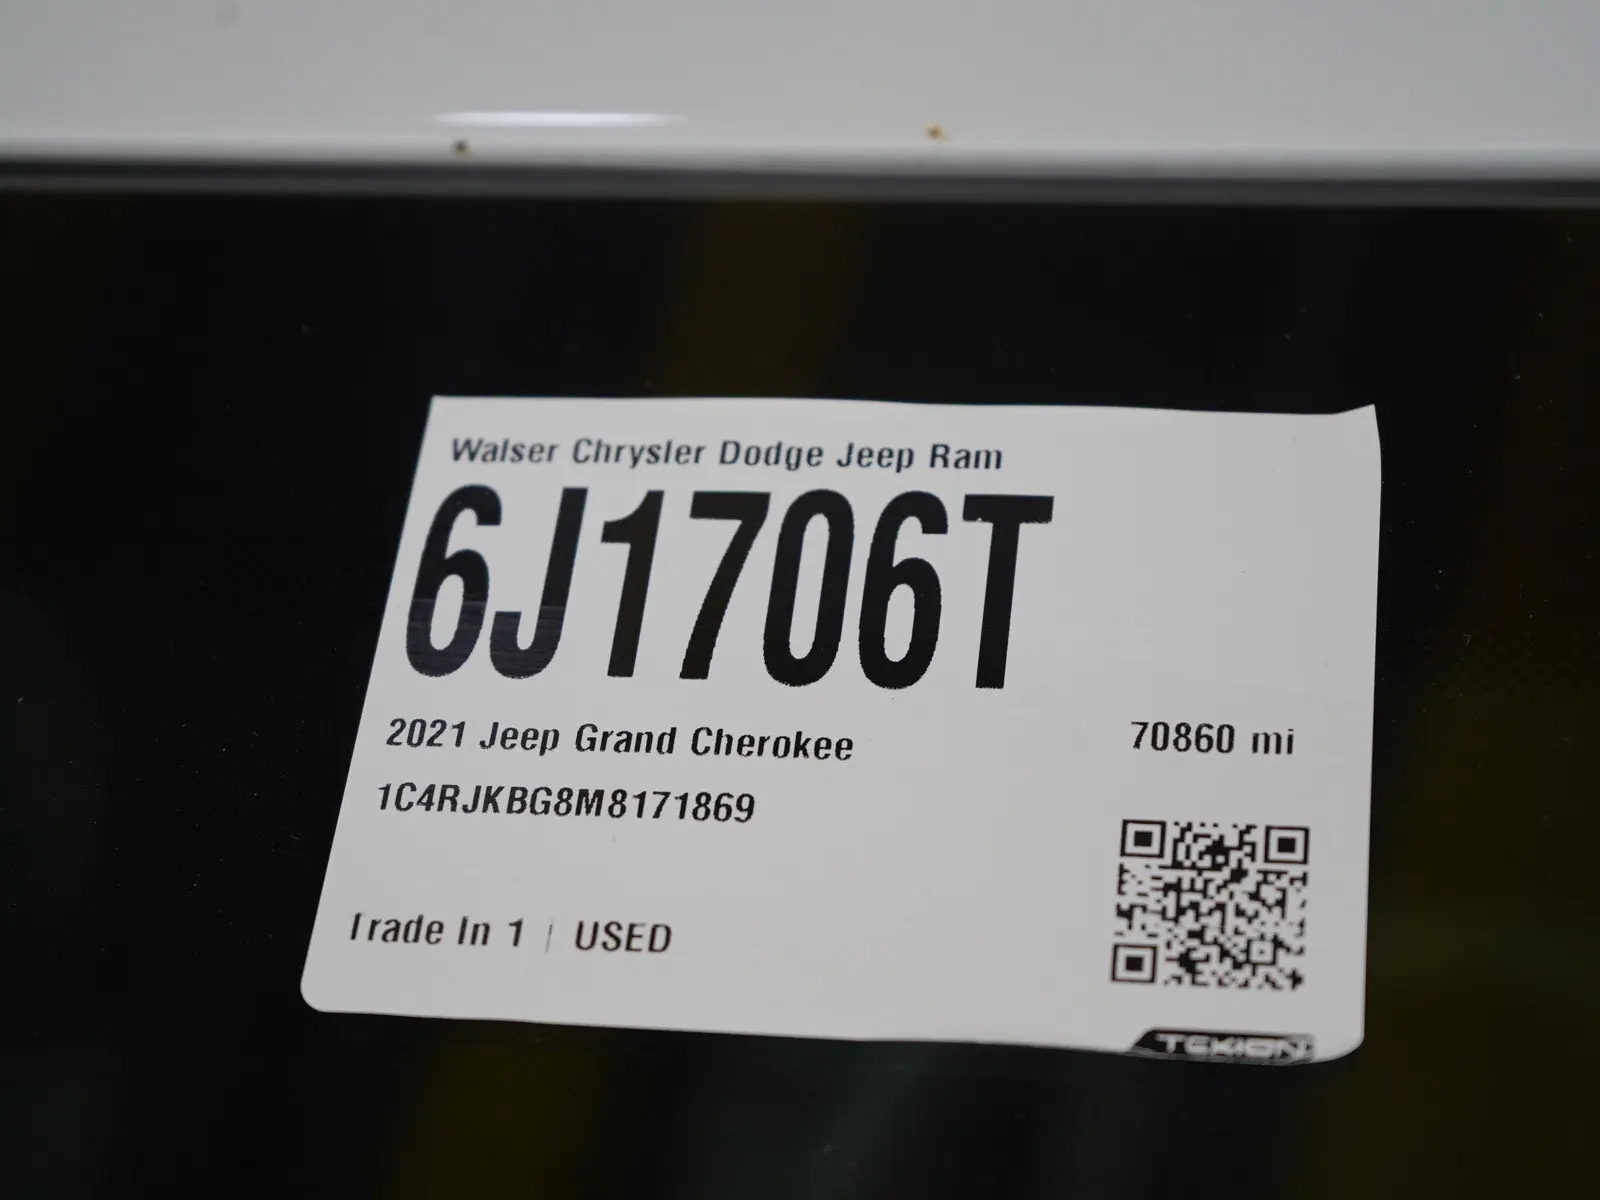 Walser Chrysler Dodge Jeep Ram
6J1706T
2021 Jeep Grand Cherokee 70860 mi
1C4RJKBG8M8171869
Trade In 1 | USED
TEKION